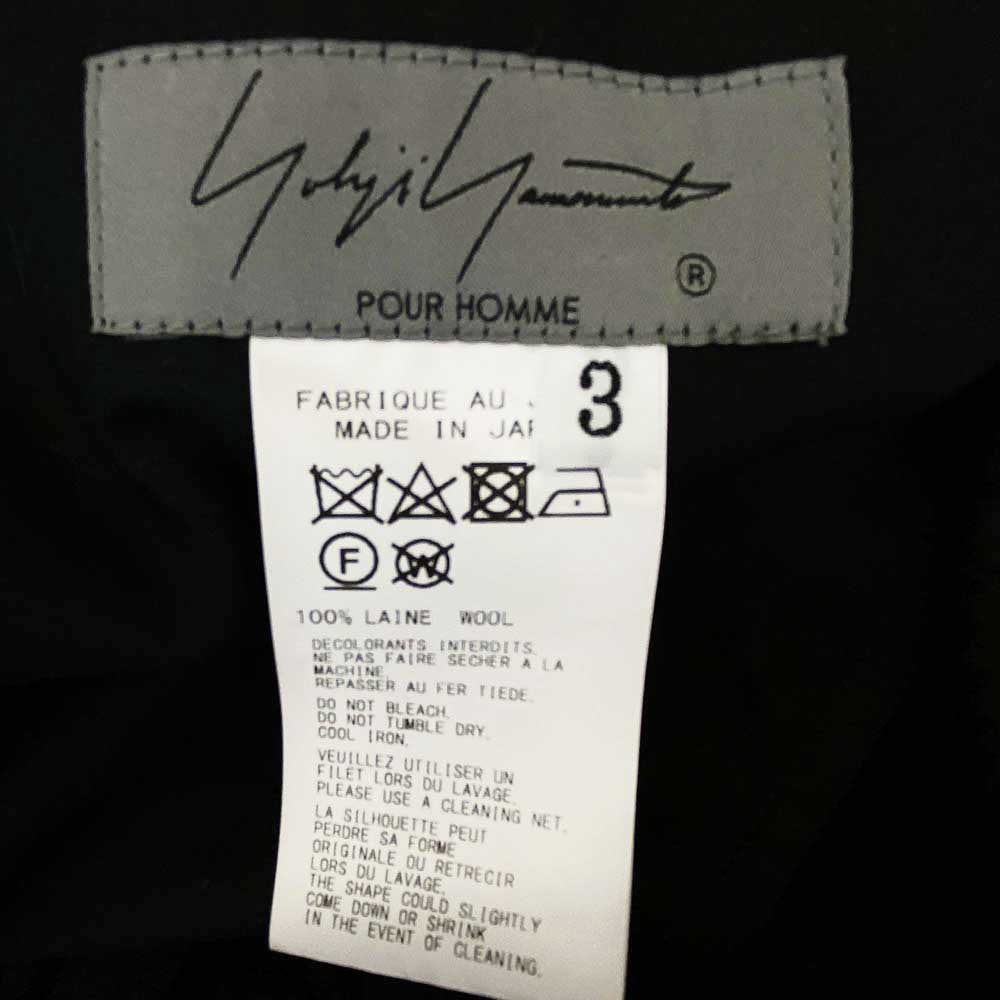 Yohji Yamamoto
®
POUR HOMME
3
FABRIQUE AU
MADE IN JAP
F W
100% LAINE WOOL
DECOLORANTS INTERDITS.
NE PAS FAIRE SECHER A LA
MACHINE.
REPASSER AU FER TIEDE.
DO NOT BLEACH.
DO NOT TUMBLE DRY.
COOL IRON.
VEUILLEZ UTILISER UN
FILET LORS DU LAVAGE.
PLEASE USE A CLEANING NET.
LA SILHOUETTE PEUT
PERDRE SA FORME
ORIGINALE OU RETRECIR
LORS DU LAVAGE.
THE SHAPE COULD SLIGHTLY
COME DOWN OR SHRINK
IN THE EVENT OF CLEANING.